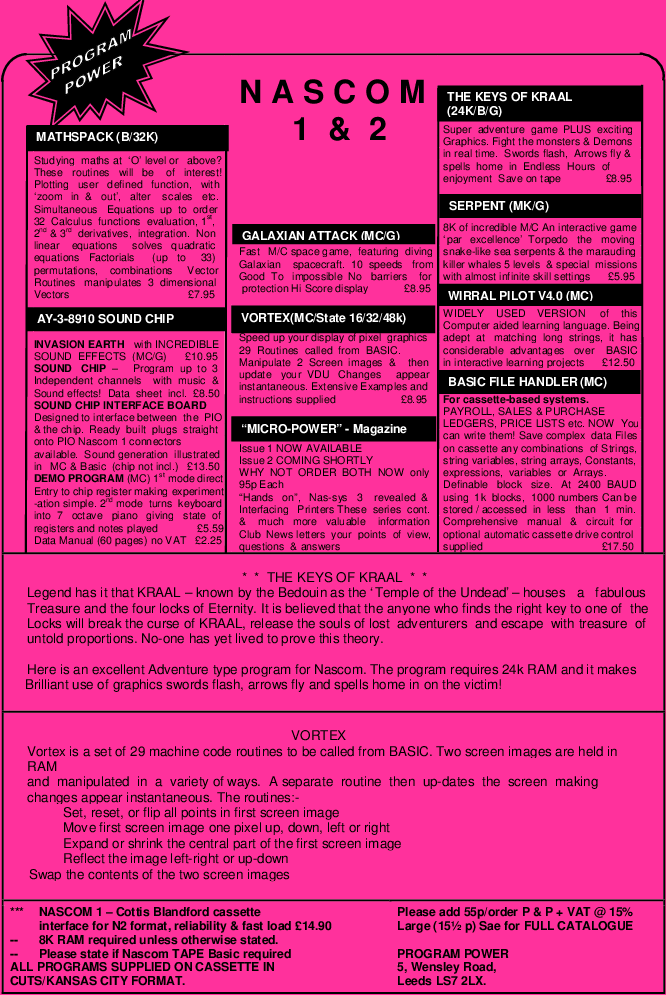 PROGRAM
POWER
NASCOM
1 & 2
MATHSPACK (B/32K)
Studying maths at ‘O’ level or above?
These routines will be of interest!
Plotting user defined function, with
‘zoom in & out’, alter scales etc.
Simultaneous Equations up to order
32 Calculus functions evaluation, 1st,
2nd & 3rd derivatives, integration. Non
linear equations solves quadratic
equations Factorials (up to 33)
permutations, combinations Vector
Routines manipulates 3 dimensional
Vectors £7.95
AY-3-8910 SOUND CHIP
INVASION EARTH with INCREDIBLE
SOUND EFFECTS (MC/G) £10.95
SOUND CHIP – Program up to 3
Independent channels with music &
Sound effects! Data sheet incl. £8.50
SOUND CHIP INTERFACE BOARD
Designed to interface between the PIO
& the chip. Ready built plugs straight
onto PIO Nascom 1 connectors
available. Sound generation illustrated
in MC & Basic (chip not incl.) £13.50
DEMO PROGRAM (MC) 1st mode direct
Entry to chip register making experiment
-ation simple. 2nd mode turns keyboard
into 7 octave piano giving state of
registers and notes played £5.59
Data Manual (60 pages) no VAT £2.25
GALAXIAN ATTACK (MC/G)
Fast M/C space game, featuring diving
Galaxian spacecraft. 10 speeds from
Good To impossible No barriers for
protection Hi Score display £8.95
VORTEX(MC/State 16/32/48k)
Speed up your display of pixel graphics
29 Routines called from BASIC.
Manipulate 2 Screen images & then
update your VDU Changes appear
instantaneous. Extensive Examples and
instructions supplied £8.95
“MICRO-POWER” - Magazine
Issue 1 NOW AVAILABLE
Issue 2 COMING SHORTLY
WHY NOT ORDER BOTH NOW only
95p Each
“Hands on”, Nas-sys 3 revealed &
Interfacing Printers These series cont.
& much more valuable information
Club News letters your points of view,
questions & answers
THE KEYS OF KRAAL
(24K/B/G)
Super adventure game PLUS exciting
Graphics. Fight the monsters & Demons
in real time. Swords flash, Arrows fly &
spells home in Endless Hours of
enjoyment Save on tape £8.95
SERPENT (MK/G)
8K of incredible M/C An interactive game
‘par excellence’ Torpedo the moving
snake-like sea serpents & the marauding
killer whales 5 levels & special missions
with almost infinite skill settings £5.95
WIRRAL PILOT V4.0 (MC)
WIDELY USED VERSION of this
Computer aided learning language. Being
adept at matching long strings, it has
considerable advantages over BASIC
in interactive learning projects £12.50
BASIC FILE HANDLER (MC)
For cassette-based systems.
PAYROLL, SALES & PURCHASE
LEDGERS, PRICE LISTS etc. NOW You
can write them! Save complex data Files
on cassette any combinations of Strings,
string variables, string arrays, Constants,
expressions, variables or Arrays.
Definable block size. At 2400 BAUD
using 1k blocks, 1000 numbers Can be
stored / accessed in less than 1 min.
Comprehensive manual & circuit for
optional automatic cassette drive control
supplied £17.50
* * THE KEYS OF KRAAL * *
Legend has it that KRAAL – known by the Bedouin as the ‘Temple of the Undead’ – houses a fabulous
Treasure and the four locks of Eternity. It is believed that the anyone who finds the right key to one of the
Locks will break the curse of KRAAL, release the souls of lost adventurers and escape with treasure of
untold proportions. No-one has yet lived to prove this theory.
Here is an excellent Adventure type program for Nascom. The program requires 24k RAM and it makes
Brilliant use of graphics swords flash, arrows fly and spells home in on the victim!
VORTEX
Vortex is a set of 29 machine code routines to be called from BASIC. Two screen images are held in
RAM
and manipulated in a variety of ways. A separate routine then up-dates the screen making
changes appear instantaneous. The routines:-
Set, reset, or flip all points in first screen image
Move first screen image one pixel up, down, left or right
Expand or shrink the central part of the first screen image
Reflect the image left-right or up-down
Swap the contents of the two screen images
*** NASCOM 1 – Cottis Blandford cassette
interface for N2 format, reliability & fast load £14.90
-- 8K RAM required unless otherwise stated.
-- Please state if Nascom TAPE Basic required
ALL PROGRAMS SUPPLIED ON CASSETTE IN
CUTS/KANSAS CITY FORMAT.
Please add 55p/order P & P + VAT @ 15%
Large (15½ p) Sae for FULL CATALOGUE
PROGRAM POWER
5, Wensley Road,
Leeds LS7 2LX.